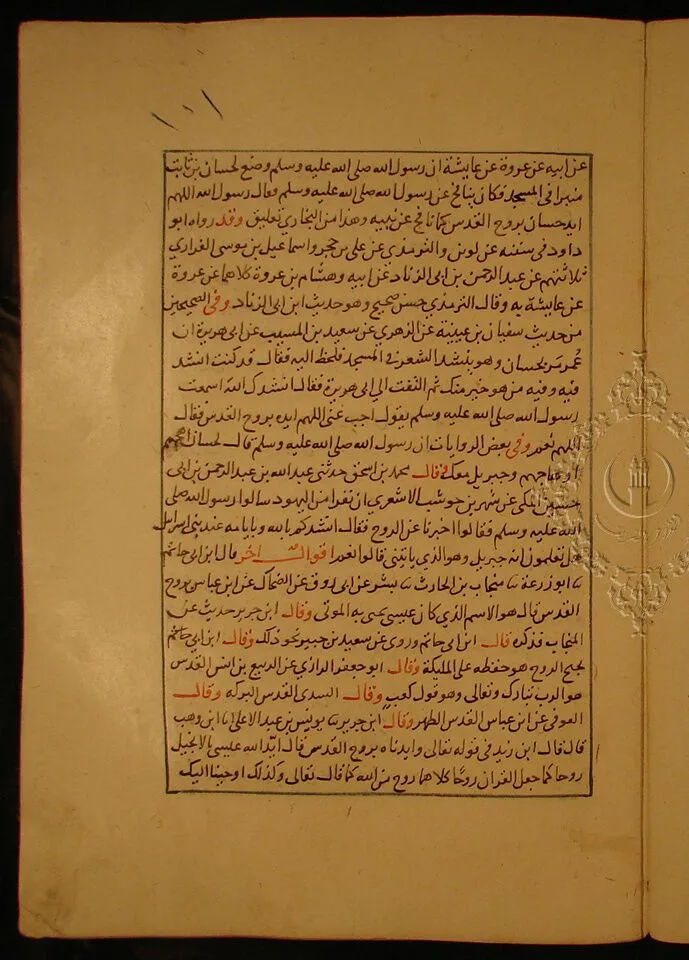 ١٠١
عن ابيه عن عروة عن عايشة ان رسول الله صلى الله عليه وسلم وضع لحسان بن ثابت
منبرا في المسجد فكان ينافح عن رسول الله صلى الله عليه وسلم فقال رسول الله اللهم
ايد حسان بروح القدس كما نافح عن نبيه وهذا من البخاري تعليق وقد رواه ابو
داود في سننه عن لوين والترمذي عن علي بن حجر واسماعيل بن موسى الفزاري
ثلاثتهم عن عبد الرحمن بن ابي الزناد عن ابيه وهشام بن عروة كلاهما عن عروة
عن عايشة به وقال الترمذي حسن صحيح وهو حديث ابن ابي الزناد وفي الصحيحين
من حديث سفيان بن عيينة عن الزهري عن سعيد بن المسيب عن ابي هريرة ان
عمر مر بحسان وهو ينشد الشعر في المسجد فلحظ اليه فقال قد كنت انشد
فيه وفيه من هو خير منك ثم التفت الى ابي هريرة فقال انشدك الله اسمعت
رسول الله صلى الله عليه وسلم يقول اجب عني اللهم ايده بروح القدس فقال
اللهم نعم وفي بعض الروايات ان رسول الله صلى الله عليه وسلم قال لحسان اهجهم
او هاجهم وجبريل معك وقال محمد بن اسحق حدثني عبد الله بن عبد الرحمن بن ابي
حسين المكي عن شهر بن حوشب الاشعري ان نفرا من اليهود سالوا رسول الله صلى
الله عليه وسلم فقالوا اخبرنا عن الروح فقال انشدكم بالله وبايامه عند بني اسرايل
هل تعلمون انه جبريل وهو الذي ياتيني قالوا نعم اقوال اخر قال ابن ابي حاتم
ثنا ابو زرعة ثنا منجاب بن الحارث ثنا بشر عن ابي روق عن الضحاك عن ابن عباس بروح
القدس قال هو الاسم الذي كان عيسى يحيى به الموتى وقال ابن جرير حديث عن
المنجاب فذكره قال ابن ابي حاتم وروى عن سعيد بن جبير نحو ذلك وقال ابن ابي حاتم
الروح هو حفظه على المليكة وقال ابو جعفر الرازي عن الربيع بن انس القدس
هو الرب تبارك وتعالى وهو قول كعب وقال السدى القدس البركه وقال
العوفي عن ابن عباس القدس الطهر وقال ابن جرير ثنا يونس بن عبد الاعلى انا ابن وهب
قال قال ابن زيد في قوله تعالى وايدناه بروح القدس قال ايد الله عيسى بالانجيل
روحا كما جعل القران روحا كلاهما روح من الله كما قال تعالى وكذلك اوحينا اليك